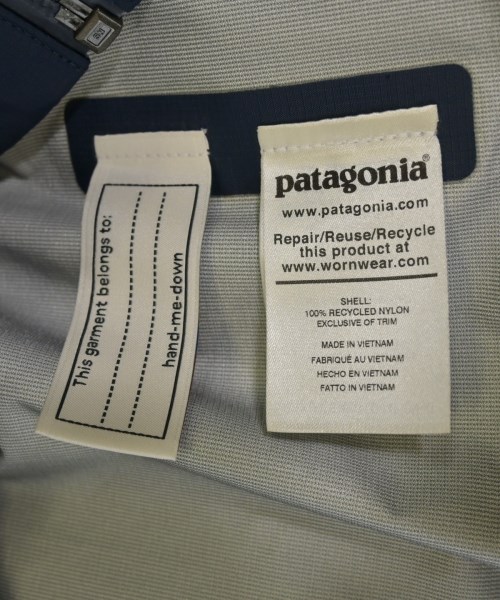 This garment belongs to:
hand-me-down
patagonia®
www.patagonia.com
Repair/Reuse/Recycle
this product at
www.wornwear.com
SHELL:
100% RECYCLED NYLON
EXCLUSIVE OF TRIM
MADE IN VIETNAM
FABRIQUÉ AU VIETNAM
HECHO EN VIETNAM
FATTO IN VIETNAM